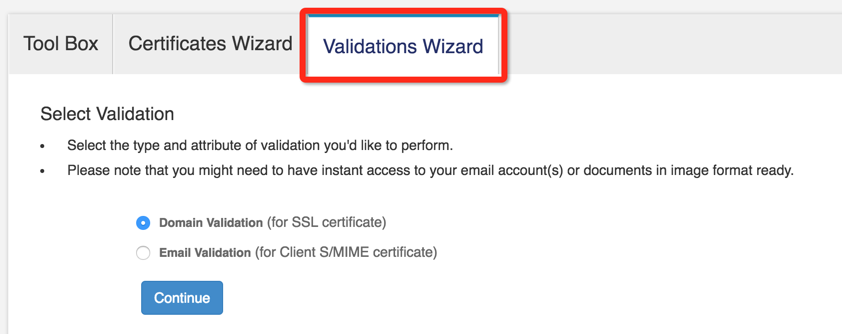 Tool Box
Certificates Wizard
Validations Wizard
Select Validation
• Select the type and attribute of validation you'd like to perform.
• Please note that you might need to have instant access to your email account(s) or documents in image format ready.
Domain Validation (for SSL certificate)
Email Validation (for Client S/MIME certificate)
Continue